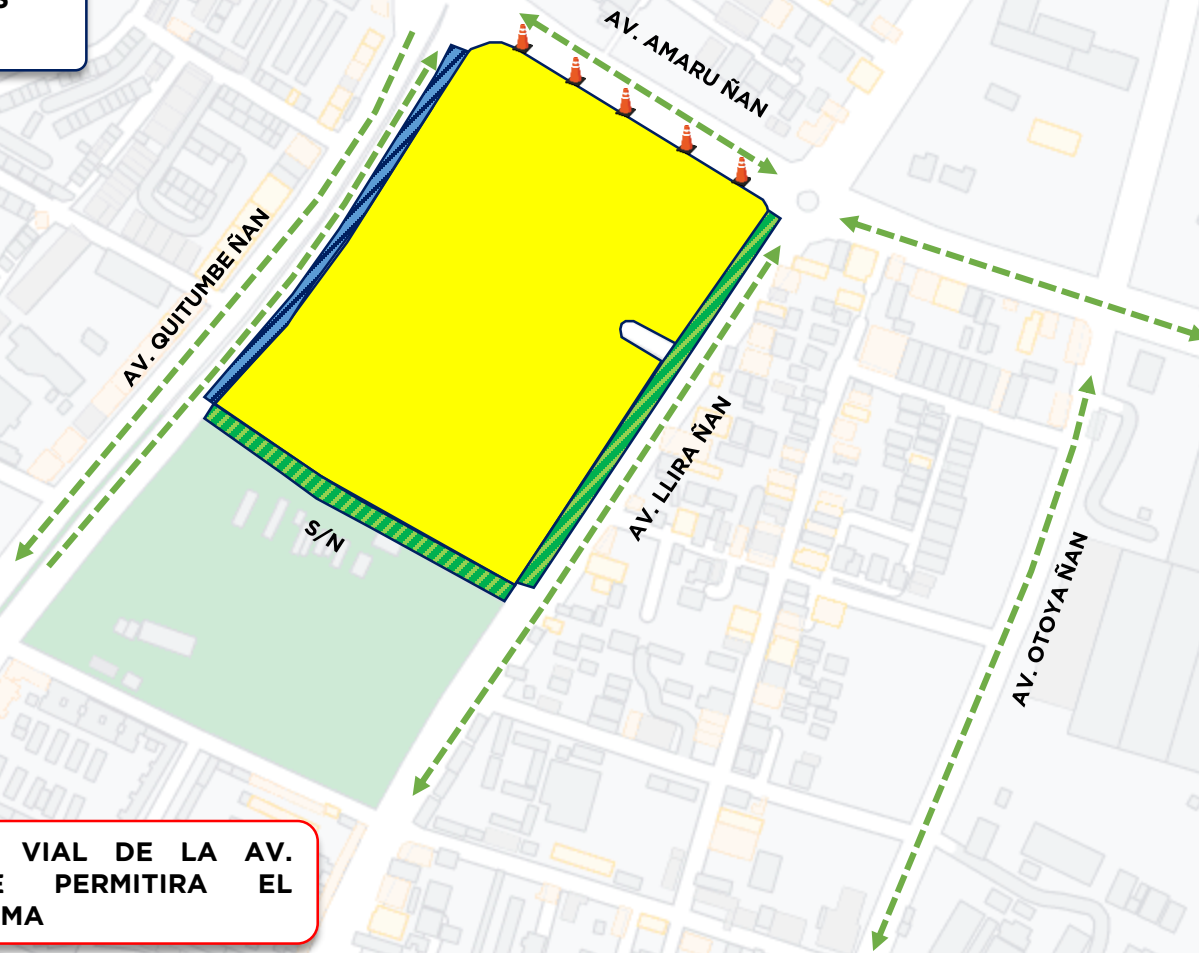 S
AV. AMARU ÑAN
AV. QUITUMBE ÑAN
AV. LLIRA ÑAN
S/N
AV. OTOYA ÑAN
VIAL DE LA AV.
E PERMITIRA EL
MA